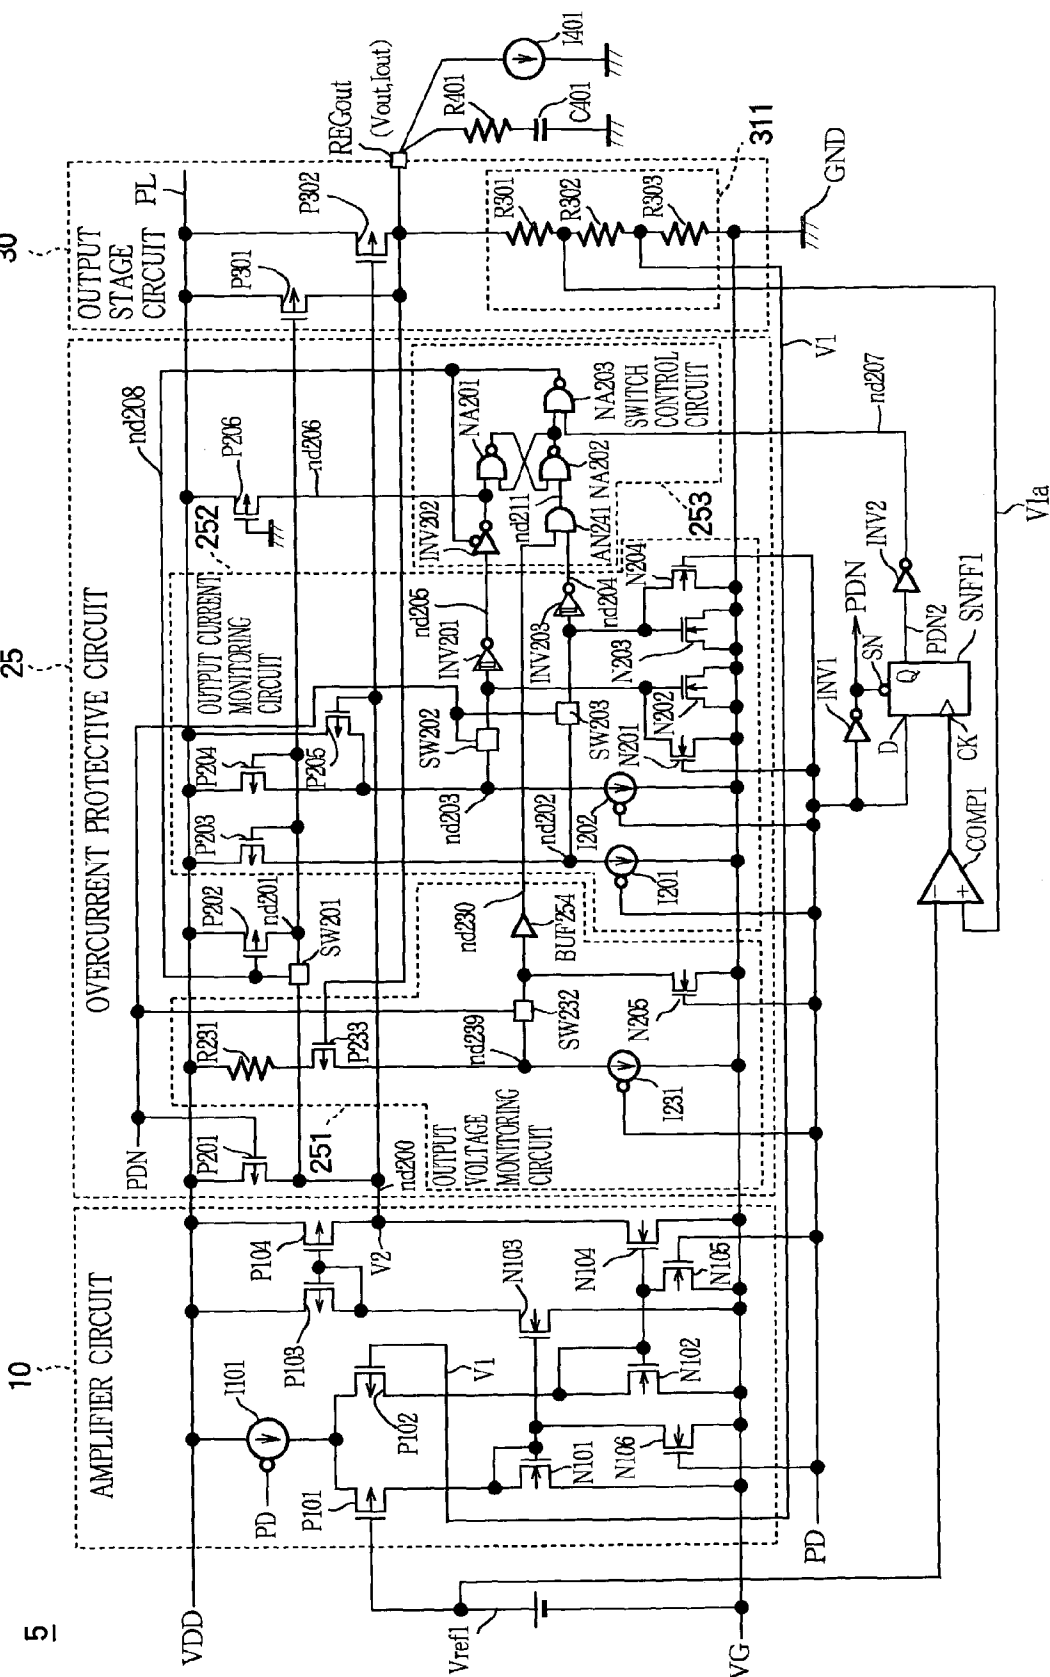 5
10
AMPLIFIER CIRCUIT
25
OVERCURRENT PROTECTIVE CIRCUIT
30
OUTPUT
STAGE
CIRCUIT
VDD
I101
PD
P101
P102
P103
P104
V1
V2
N101
N102
N103
N104
N105
N106
Vref1
VG
PD
PDN
P201
nd200
251
R231
P233
OUTPUT
VOLTAGE
MONITORING
CIRCUIT
nd239
SW232
I231
N205
BUF254
nd230
P202
nd201
SW201
P203
P204
P205
OUTPUT CURRENT
MONITORING
CIRCUIT
252
nd208
P206
nd206
nd203
nd202
SW202
SW203
I201
I202
N201
N202
N203
N204
INV201
nd205
INV203
nd204
INV202
nd211
AN241
NA201
NA202
NA203
SWITCH
CONTROL
CIRCUIT
253
PL
P301
P302
REGout
(Vout,Iout)
R401
C401
I401
R301
R302
R303
311
GND
V1
nd207
V1a
INV1
PDN
SN
INV2
PDN2
SNFF1
D
Q
CK
COMP1
−
+